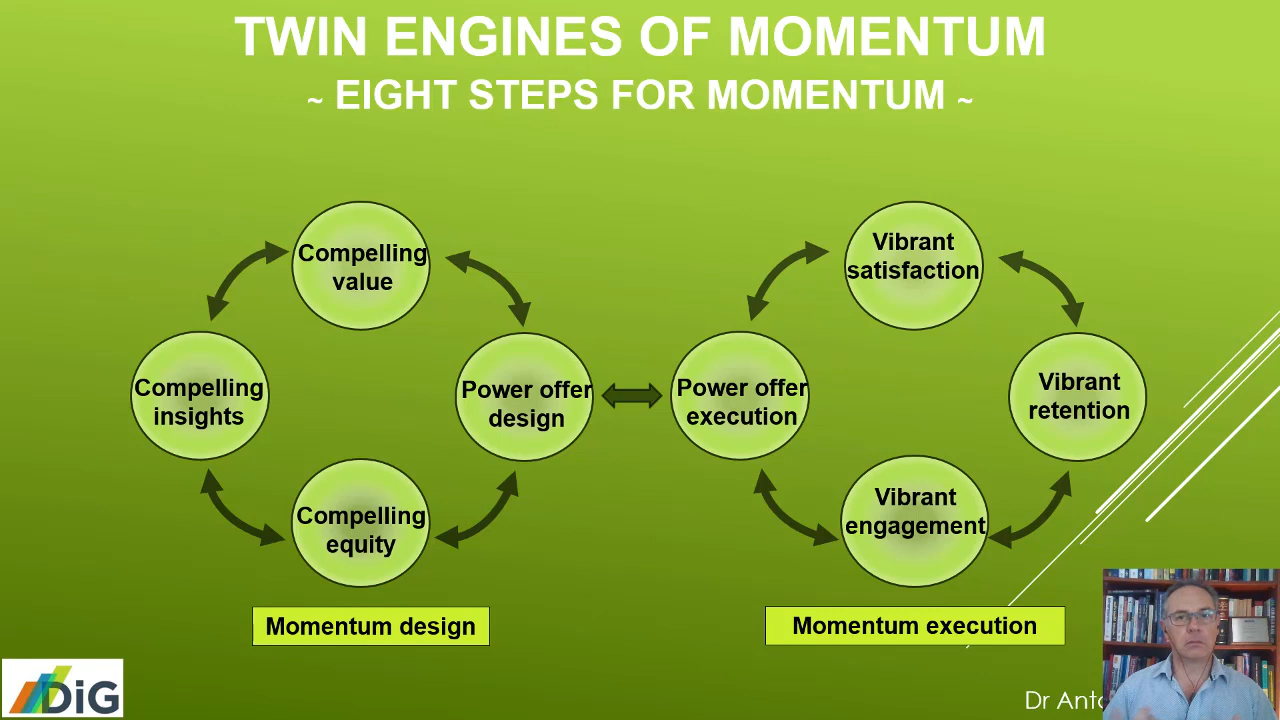 TWIN ENGINES OF MOMENTUM
~ EIGHT STEPS FOR MOMENTUM ~
Compelling
value
Compelling
insights
Power offer
design
Compelling
equity
Momentum design
Vibrant
satisfaction
Power offer
execution
Vibrant
retention
Vibrant
engagement
Momentum execution
DiG
Dr